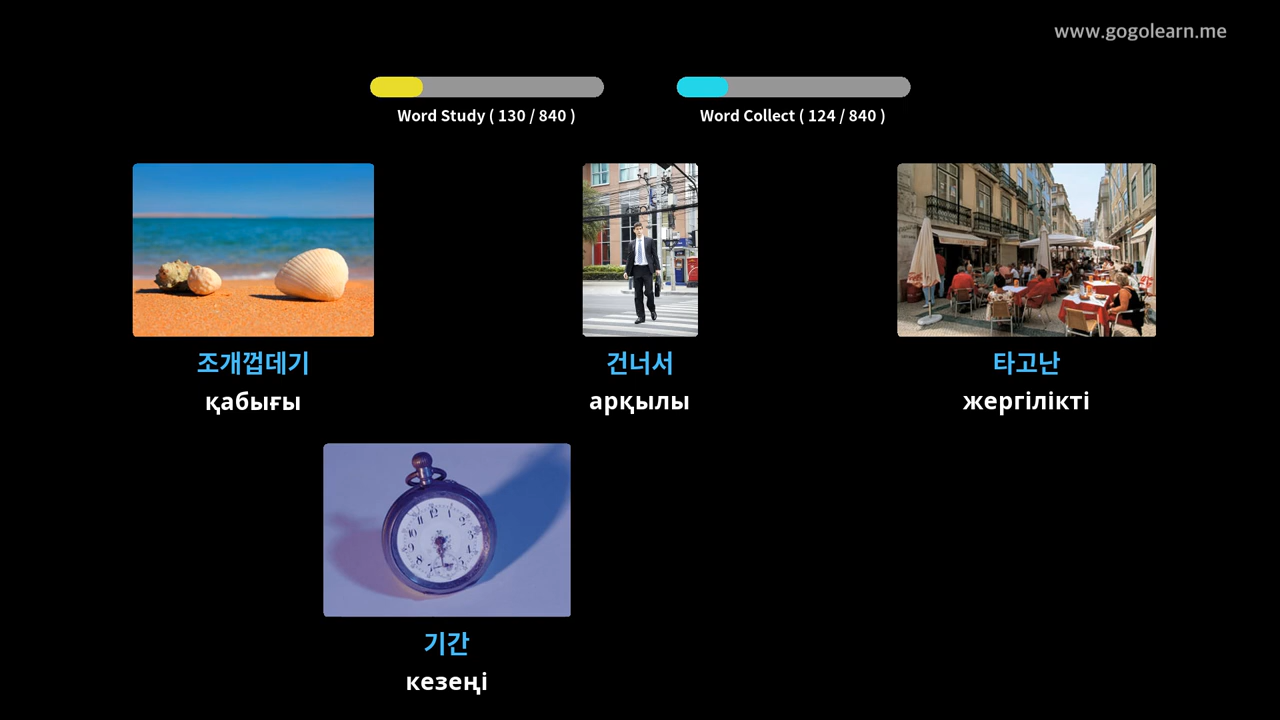 www.gogolearn.me
Word Study ( 130 / 840 )
Word Collect ( 124 / 840 )
조개껍데기
қабығы
건너서
арқылы
타고난
жергілікті
기간
кезеңі